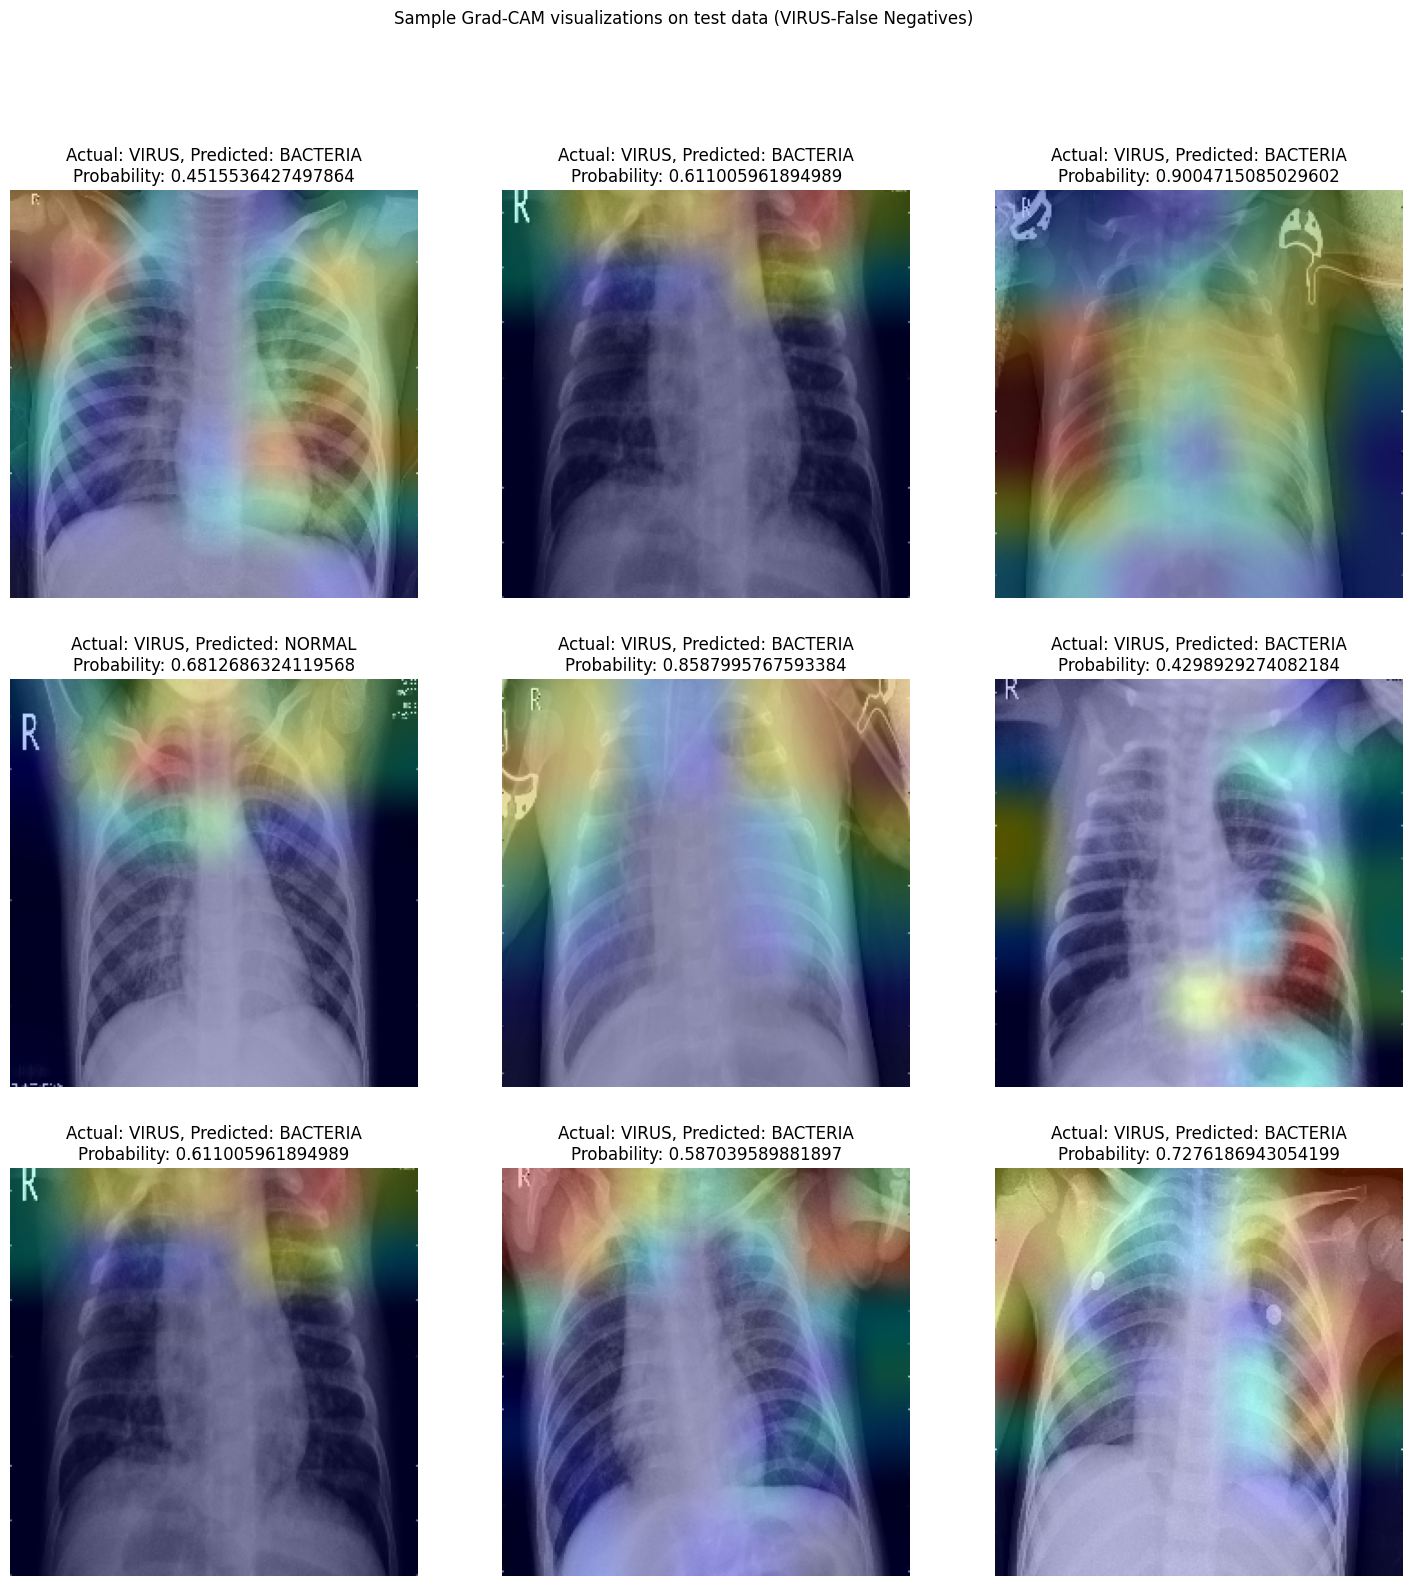 Sample Grad-CAM visualizations on test data (VIRUS-False Negatives)
Actual: VIRUS, Predicted: BACTERIA
Probability: 0.4515536427497864
Actual: VIRUS, Predicted: BACTERIA
Probability: 0.611005961894989
Actual: VIRUS, Predicted: BACTERIA
Probability: 0.9004715085029602
R
R
R
Actual: VIRUS, Predicted: NORMAL
Probability: 0.6812686324119568
Actual: VIRUS, Predicted: BACTERIA
Probability: 0.8587995767593384
Actual: VIRUS, Predicted: BACTERIA
Probability: 0.4298929274082184
R
R
R
Actual: VIRUS, Predicted: BACTERIA
Probability: 0.611005961894989
Actual: VIRUS, Predicted: BACTERIA
Probability: 0.587039589881897
Actual: VIRUS, Predicted: BACTERIA
Probability: 0.7276186943054199
R
R